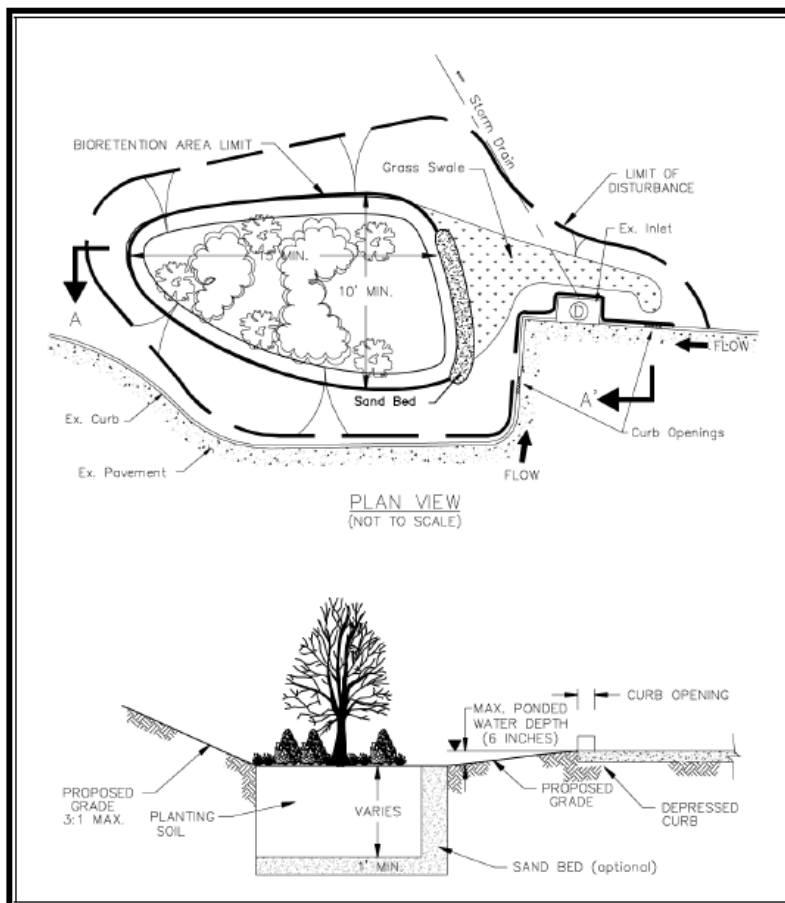 Storm Drain
BIORETENTION AREA LIMIT
Grass Swale
LIMIT OF
DISTURBANCE
Ex. Inlet
15' MIN.
10' MIN.
D
A
FLOW
A'
Sand Bed
Ex. Curb
Curb Openings
Ex. Pavement
FLOW
PLAN VIEW
(NOT TO SCALE)
MAX. PONDED
WATER DEPTH
(6 INCHES)
CURB OPENING
PROPOSED
GRADE
3:1 MAX.
PLANTING
SOIL
VARIES
PROPOSED
GRADE
DEPRESSED
CURB
1' MIN.
SAND BED (optional)